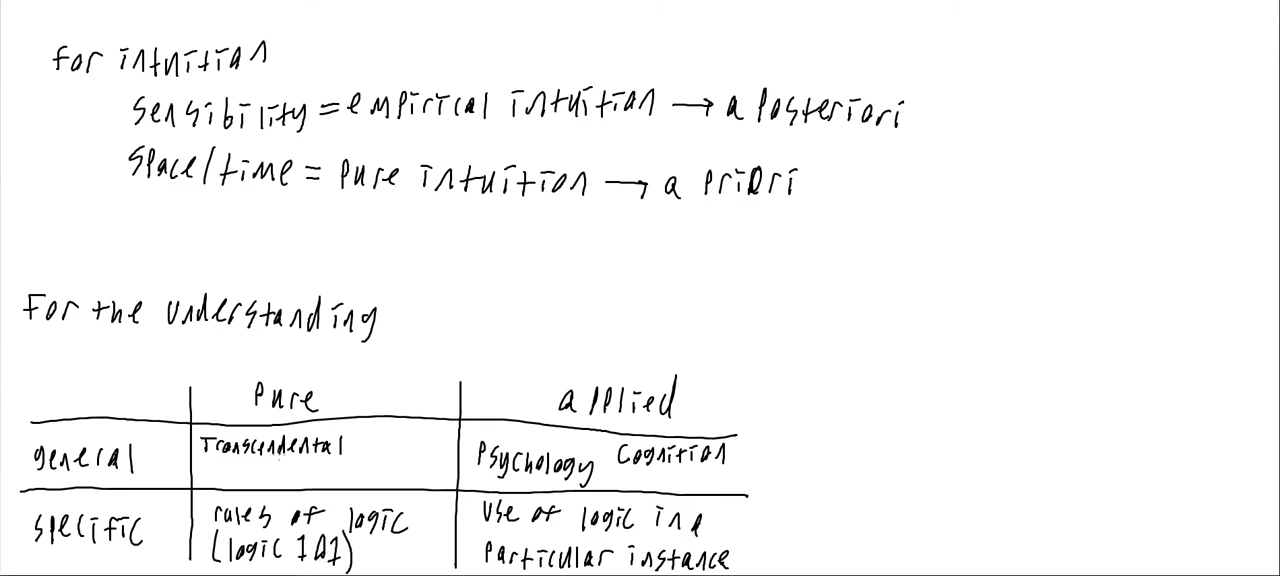 For intuition
sensibility = empirical intuition → a posteriori
space/time = pure intuition → a priori
For the understanding
pure applied
general Transcendental Psychology Cognition
specific rules of logic use of logic in a
(logic 101) particular instance